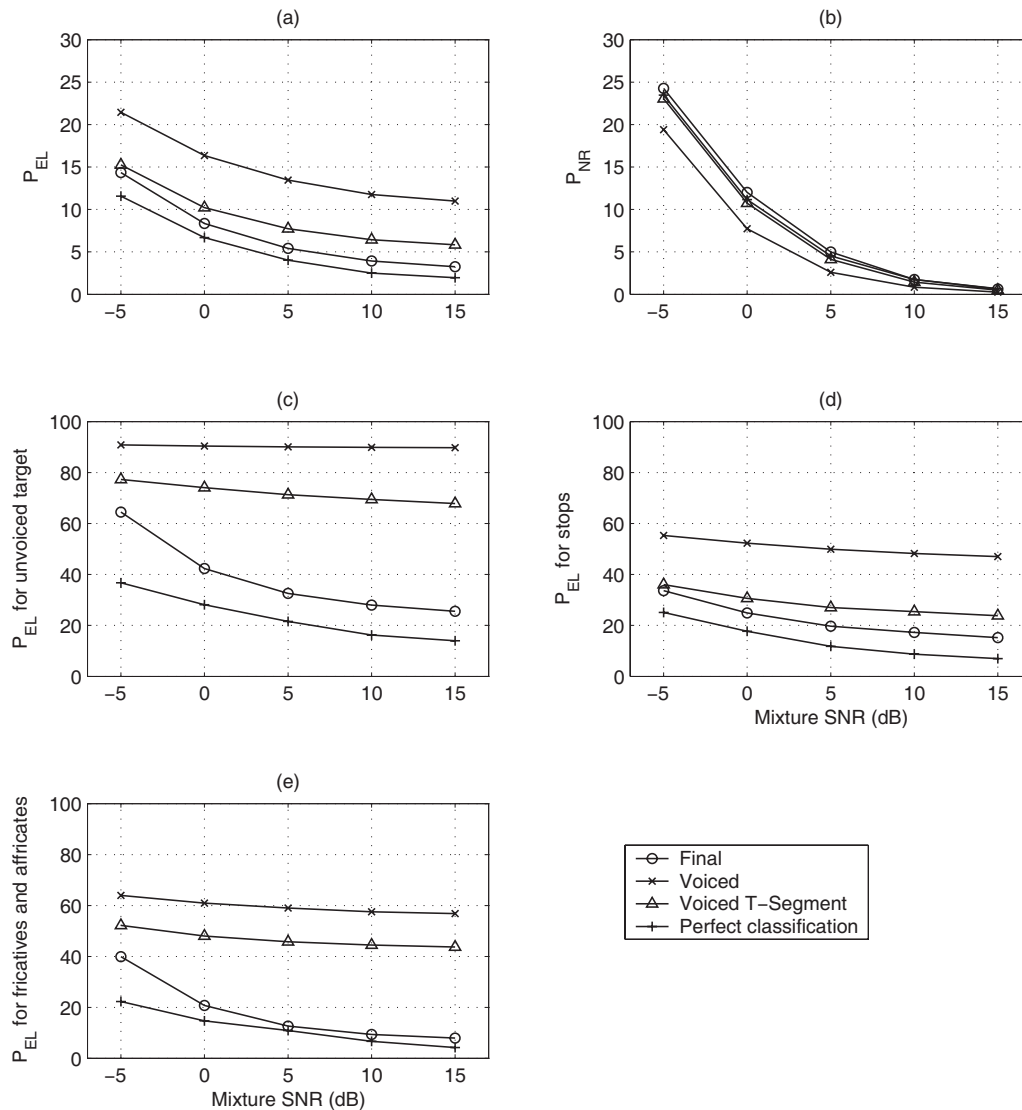 (a)
30
25
20
15
10
5
0
P_EL
−5 0 5 10 15
(b)
30
25
20
15
10
5
0
P_NR
−5 0 5 10 15
(c)
100
80
60
40
20
0
P_EL for unvoiced target
−5 0 5 10 15
(d)
100
80
60
40
20
0
P_EL for stops
−5 0 5 10 15
Mixture SNR (dB)
(e)
100
80
60
40
20
0
P_EL for fricatives and affricates
−5 0 5 10 15
Mixture SNR (dB)
Final
Voiced
Voiced T−Segment
Perfect classification